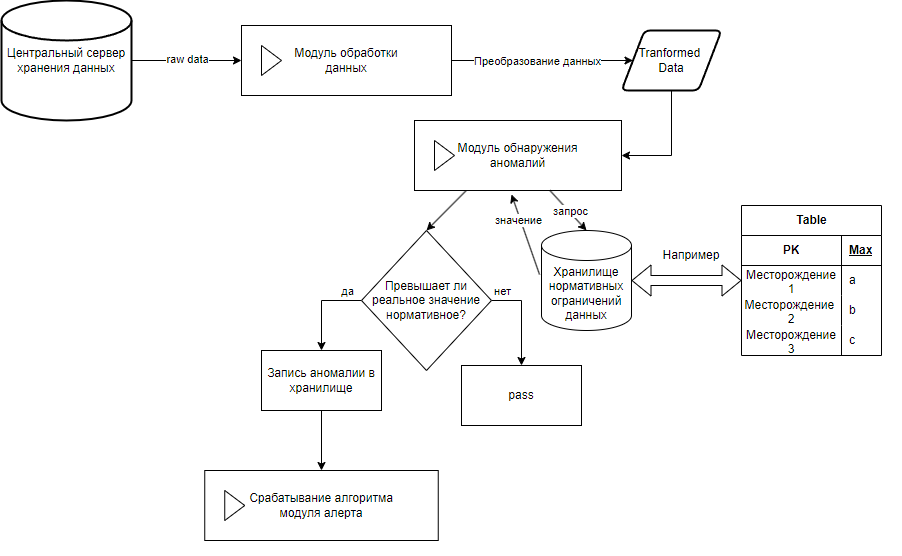 Центральный сервер
хранения данных
raw data
Модуль обработки
данных
Преобразование данных
Tranformed
Data
Модуль обнаружения
аномалий
значение
запрос
Хранилище
нормативных
ограничений
данных
Например
Table
PK
Max
Месторождение
1
a
Месторождение
2
b
Месторождение
3
c
Превышает ли
реальное значение
нормативное?
да
нет
Запись аномалии в
хранилище
pass
Срабатывание алгоритма
модуля алерта